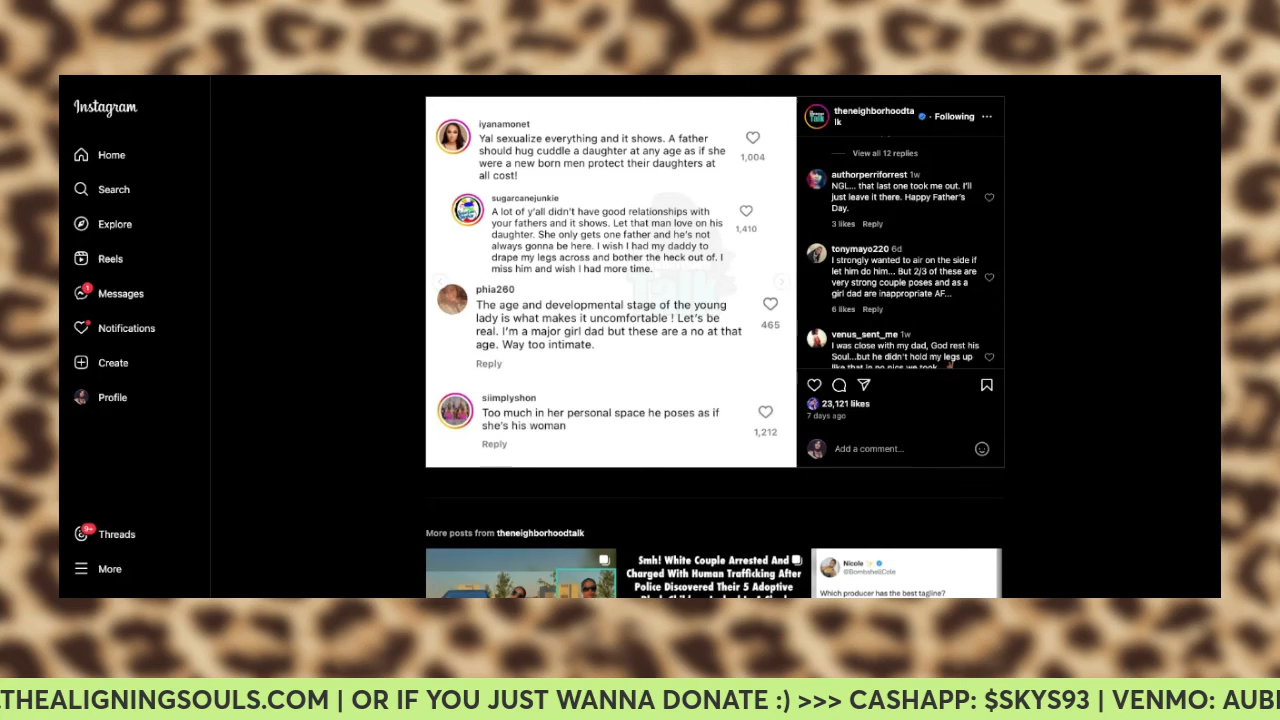 Instagram
Home
Search
Explore
Reels
1
Messages
Notifications
Create
Profile
9+
Threads
More
iyanamonet
Yal sexualize everything and it shows. A father
should hug cuddle a daughter at any age as if she
were a new born men protect their daughters at
all cost!
1,004
sugarcanejunkie
A lot of y'all didn't have good relationships with
your fathers and it shows. Let that man love on his
daughter. She only gets one father and he's not
always gonna be here. I wish I had my daddy to
drape my legs across and bother the heck out of. I
miss him and wish I had more time.
1,410
phia260
The age and developmental stage of the young
lady is what makes it uncomfortable ! Let's be
real. I'm a major girl dad but these are a no at that
age. Way too intimate.
465
Reply
siimplyshon
Too much in her personal space he poses as if
she's his woman
1,212
Reply
theneighborhoodta
lk
• Following
View all 12 replies
authorperriforrest 1w
NGL... that last one took me out. I'll
just leave it there. Happy Father's
Day.
3 likes Reply
tonymayo220 6d
I strongly wanted to air on the side if
let him do him... But 2/3 of these are
very strong couple poses and as a
girl dad are inappropriate AF...
6 likes Reply
venus_sent_me 1w
I was close with my dad, God rest his
Soul...but he didn't hold my legs up
like that in no pics we took
23,121 likes
7 days ago
Add a comment...
More posts from theneighborhoodtalk
Smh! White Couple Arrested And
Charged With Human Trafficking After
Police Discovered Their 5 Adoptive
Nicole
@BombshellCole
Which producer has the best tagline?
.THEALIGNINGSOULS.COM | OR IF YOU JUST WANNA DONATE :) >>> CASHAPP: $SKYS93 | VENMO: AUB